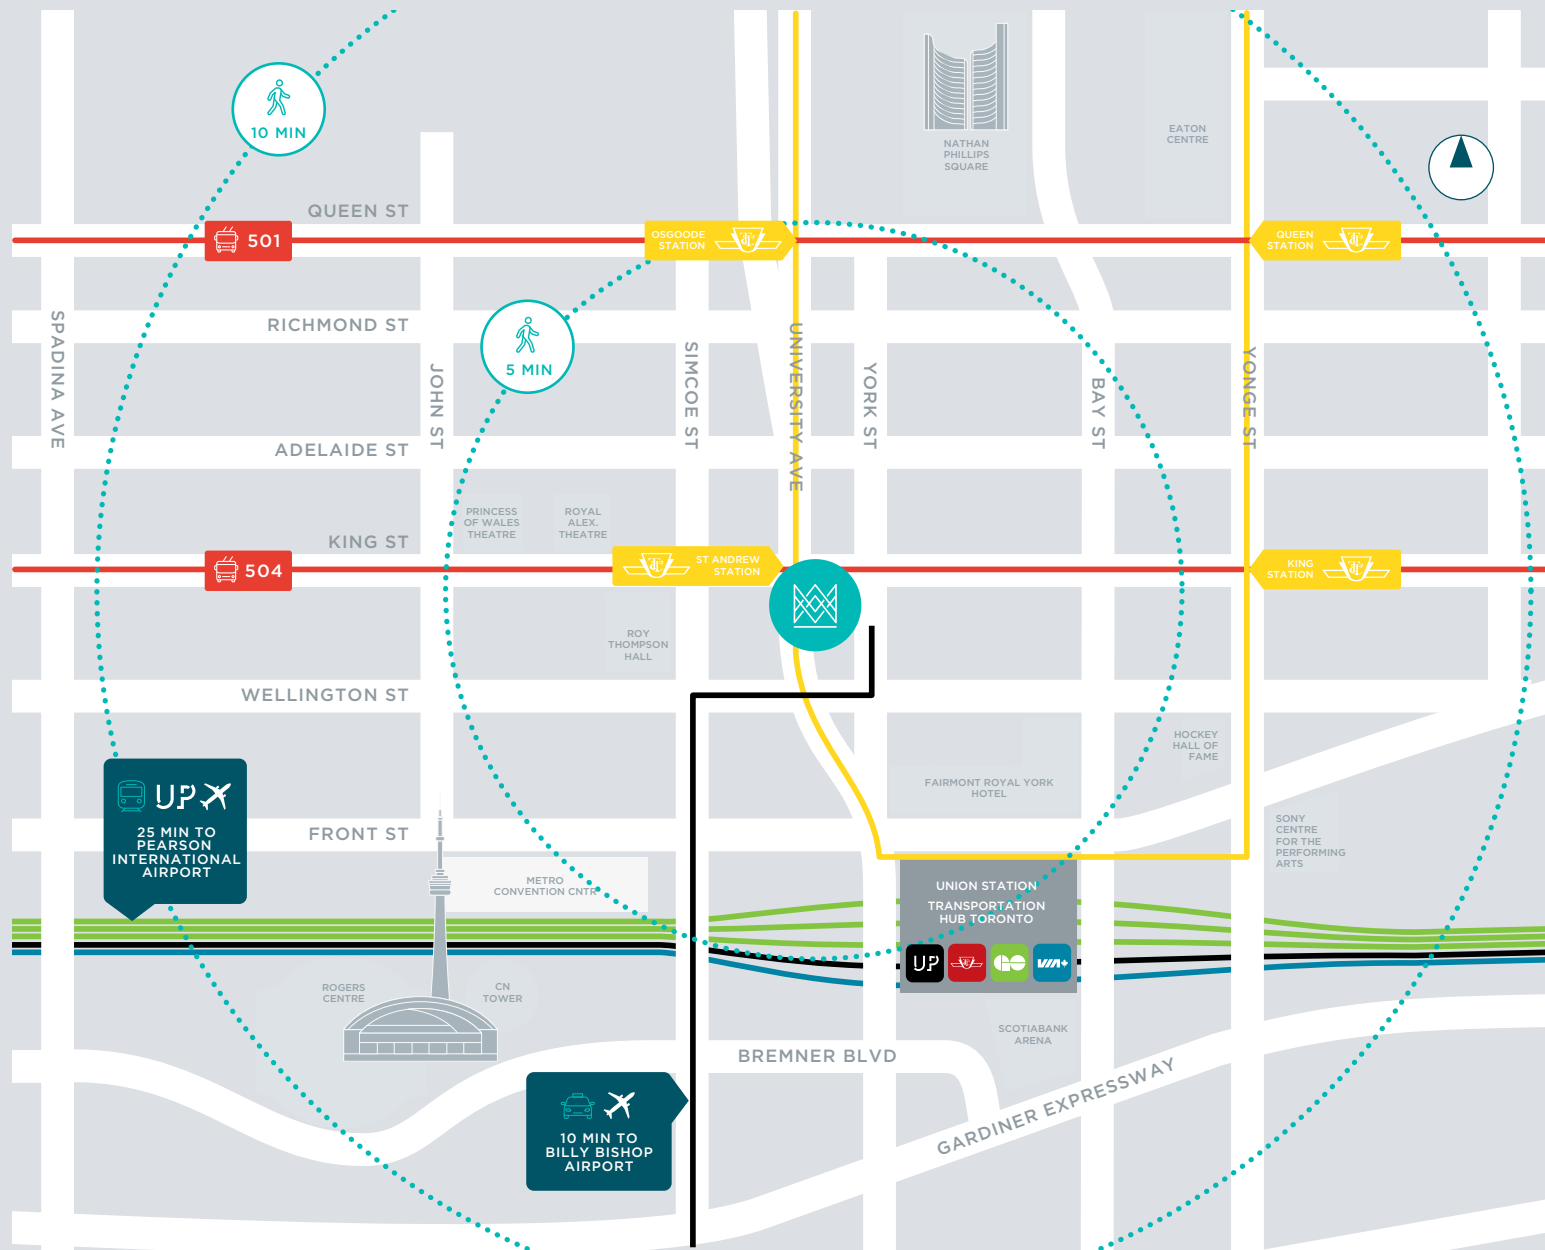 10 MIN
NATHAN
PHILLIPS
SQUARE
EATON
CENTRE
QUEEN ST
501
OSGOODE
STATION
QUEEN
STATION
RICHMOND ST
5 MIN
SPADINA AVE
JOHN ST
SIMCOE ST
UNIVERSITY AVE
YORK ST
BAY ST
YONGE ST
ADELAIDE ST
PRINCESS
OF WALES
THEATRE
ROYAL
ALEX.
THEATRE
KING ST
504
ST ANDREW
STATION
KING
STATION
ROY
THOMPSON
HALL
WELLINGTON ST
HOCKEY
HALL OF
FAME
FAIRMONT ROYAL YORK
HOTEL
UP
25 MIN TO
PEARSON
INTERNATIONAL
AIRPORT
FRONT ST
SONY
CENTRE
FOR THE
PERFORMING
ARTS
METRO
CONVENTION CNTR
UNION STATION
TRANSPORTATION
HUB TORONTO
UP
GO
VIA
ROGERS
CENTRE
CN
TOWER
SCOTIABANK
ARENA
BREMNER BLVD
GARDINER EXPRESSWAY
10 MIN TO
BILLY BISHOP
AIRPORT